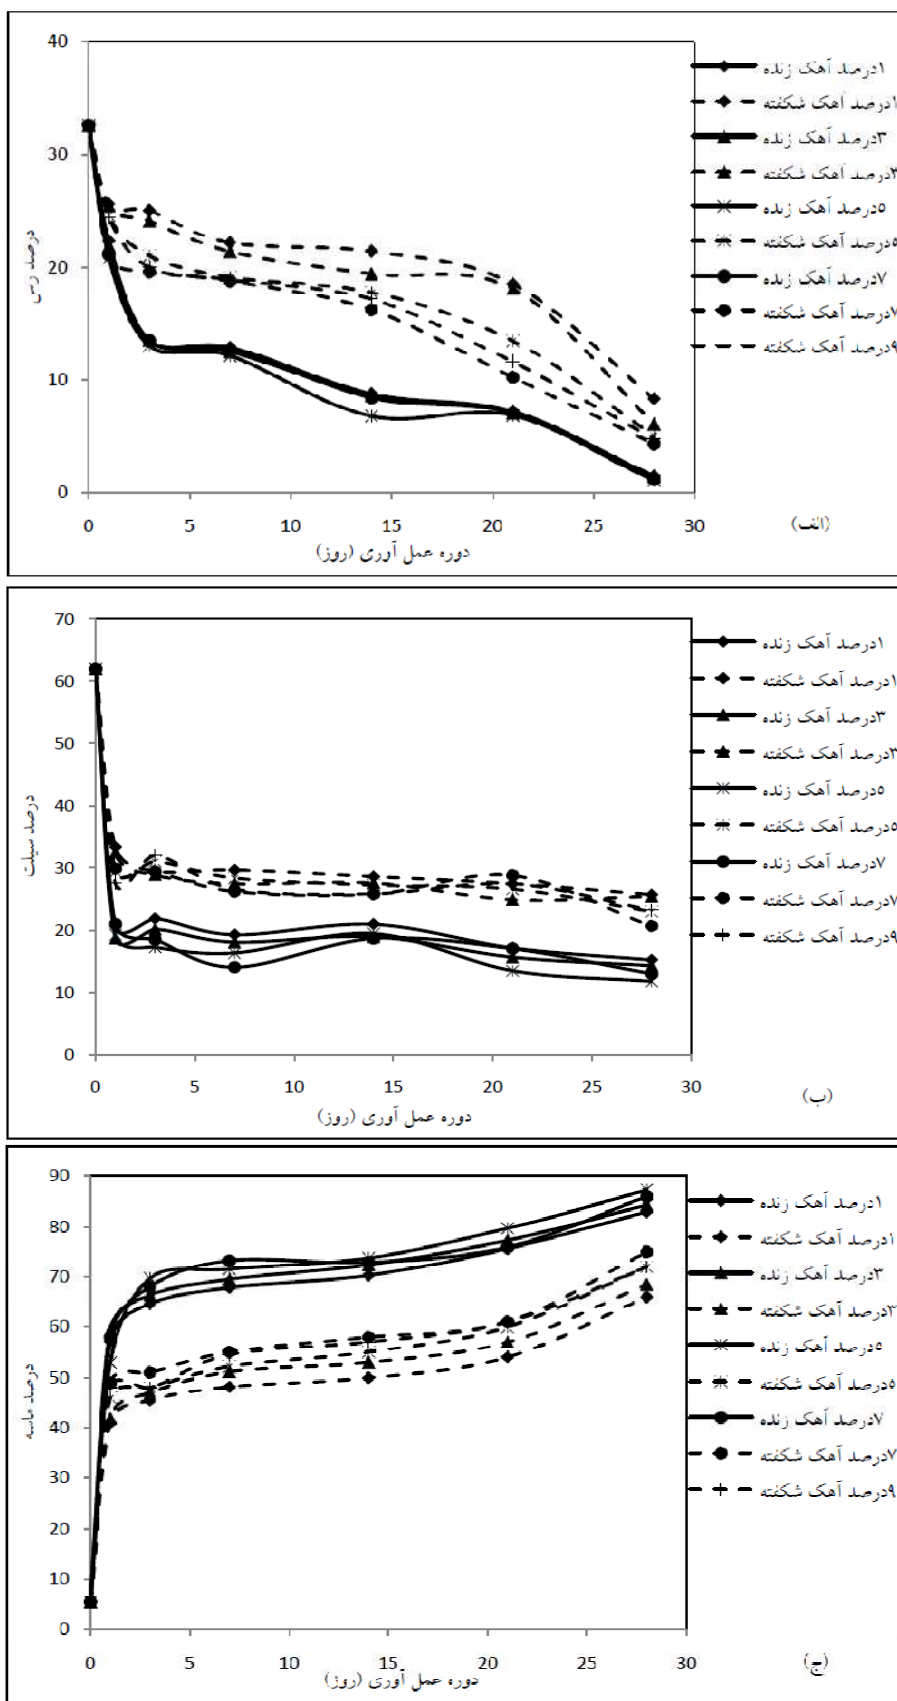 40
30
20
10
0
درصد رس
0 5 10 15 20 25 30
دوره عمل آوری (روز)
(الف)
۱درصد آهک زنده
۱درصد آهک شکفته
۳درصد آهک زنده
۳درصد آهک شکفته
۵درصد آهک زنده
۵درصد آهک شکفته
۷درصد آهک زنده
۷درصد آهک شکفته
۹درصد آهک شکفته
70
60
50
40
30
20
10
0
درصد سیلت
0 5 10 15 20 25 30
دوره عمل آوری (روز)
(ب)
۱درصد آهک زنده
۱درصد آهک شکفته
۳درصد آهک زنده
۳درصد آهک شکفته
۵درصد آهک زنده
۵درصد آهک شکفته
۷درصد آهک زنده
۷درصد آهک شکفته
۹درصد آهک شکفته
90
80
70
60
50
40
30
20
10
0
درصد ماسه
0 5 10 15 20 25 30
دوره عمل آوری (روز)
(ج)
۱درصد آهک زنده
۱درصد آهک شکفته
۳درصد آهک زنده
۳درصد آهک شکفته
۵درصد آهک زنده
۵درصد آهک شکفته
۷درصد آهک زنده
۷درصد آهک شکفته
۹درصد آهک شکفته